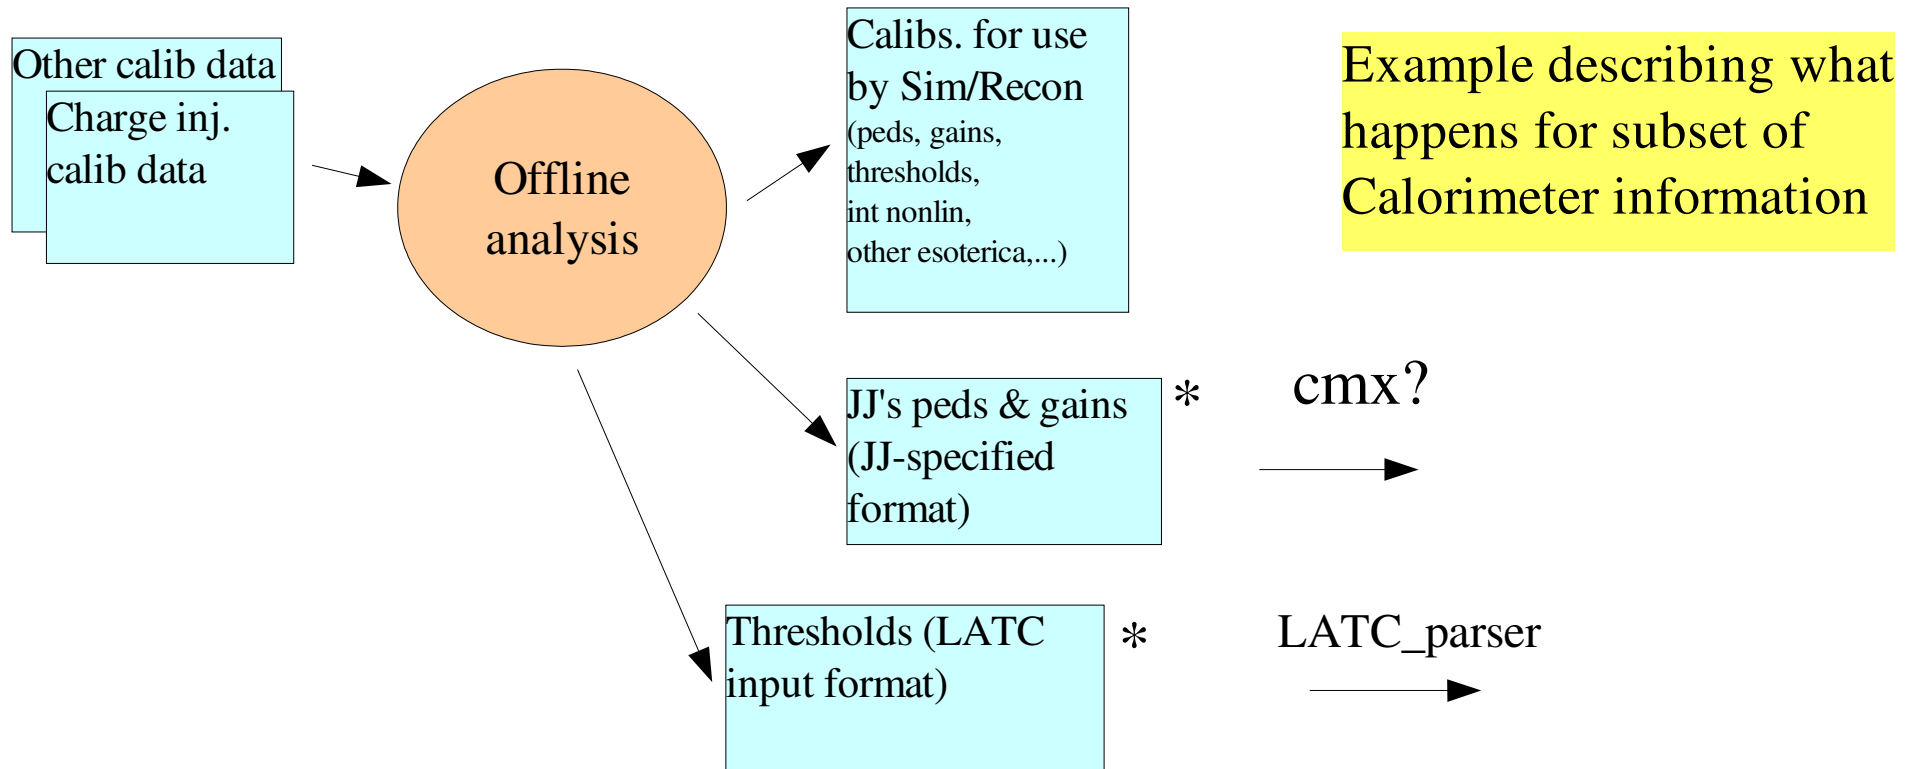 Other calib data
Charge inj.
calib data
Offline
analysis
Calibs. for use
by Sim/Recon
(peds, gains,
thresholds,
int nonlin,
other esoterica,...)
Example describing what
happens for subset of
Calorimeter information
JJ's peds & gains
(JJ-specified
format)
*
cmx?
Thresholds (LATC
input format)
*
LATC_parser